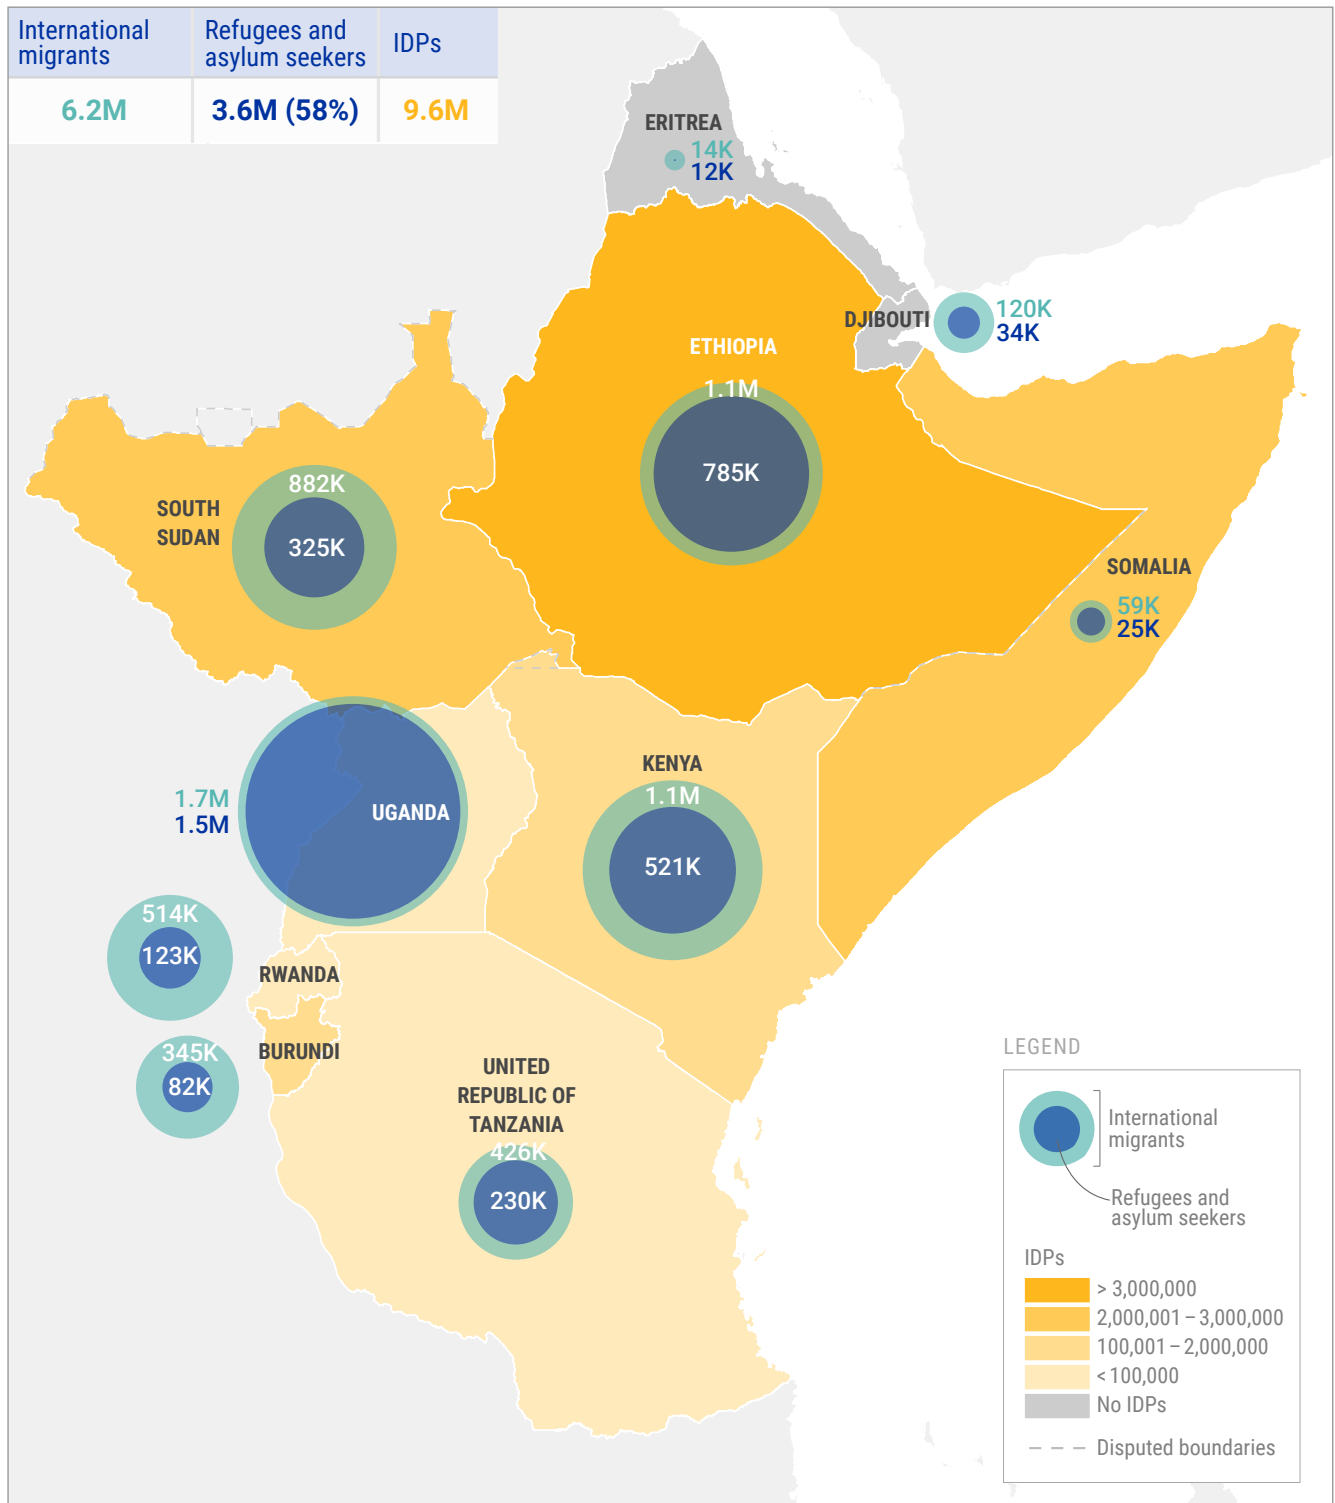 International
migrants
Refugees and
asylum seekers
IDPs
6.2M
3.6M (58%)
9.6M
ERITREA
14K
12K
DJIBOUTI
120K
34K
ETHIOPIA
1.1M
785K
SOUTH
SUDAN
882K
325K
SOMALIA
59K
25K
KENYA
1.1M
521K
UGANDA
1.7M
1.5M
514K
123K
RWANDA
345K
82K
BURUNDI
UNITED
REPUBLIC OF
TANZANIA
426K
230K
LEGEND
International
migrants
Refugees and
asylum seekers
IDPs
> 3,000,000
2,000,001 – 3,000,000
100,001 – 2,000,000
< 100,000
No IDPs
Disputed boundaries